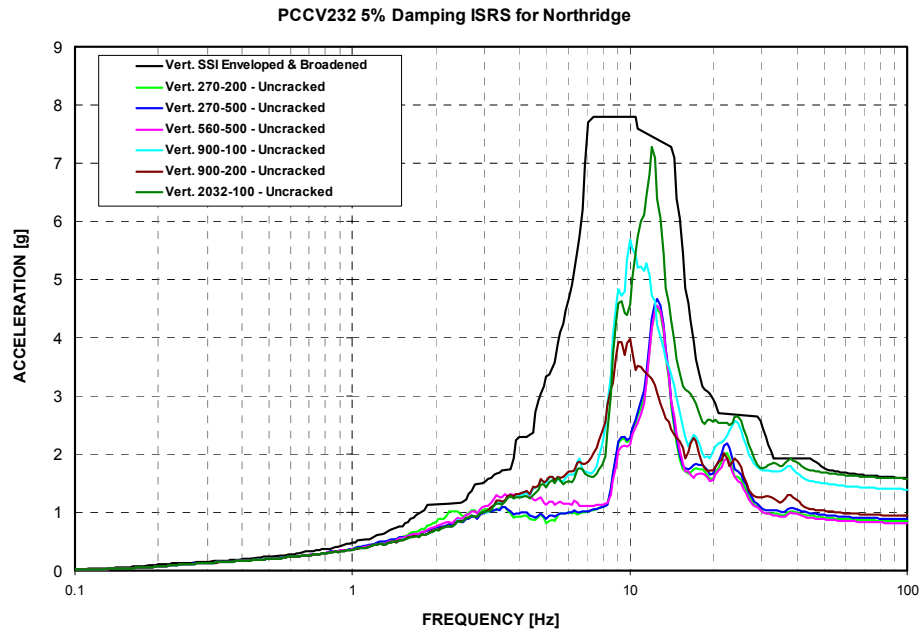 PCCV232 5% Damping ISRS for Northridge
9
8
7
6
5
4
3
2
1
0
ACCELERATION [g]
Vert. SSI Enveloped & Broadened
Vert. 270-200 - Uncracked
Vert. 270-500 - Uncracked
Vert. 560-500 - Uncracked
Vert. 900-100 - Uncracked
Vert. 900-200 - Uncracked
Vert. 2032-100 - Uncracked
0.1 1 10 100
FREQUENCY [Hz]